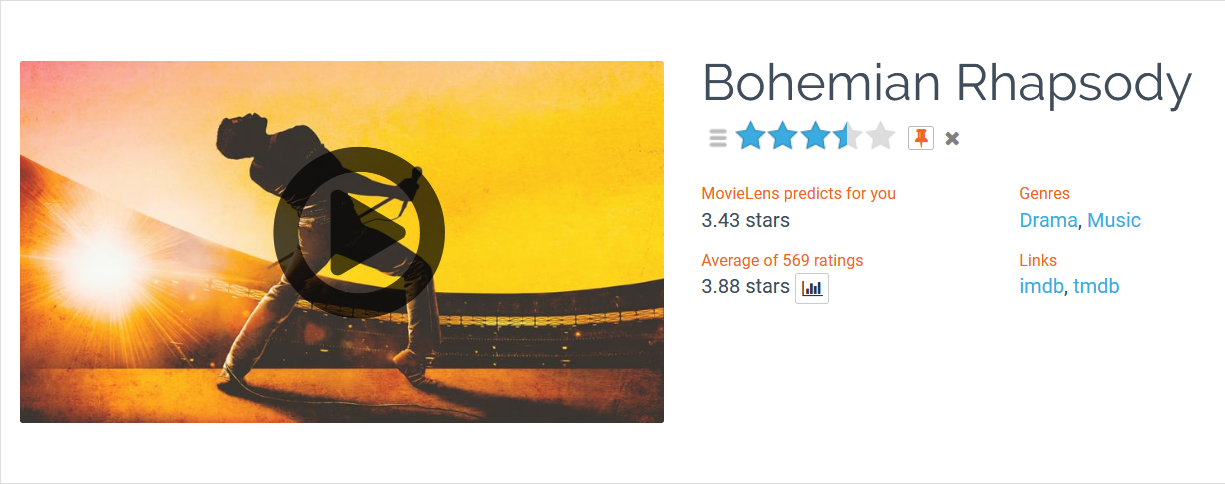 Bohemian Rhapsody
MovieLens predicts for you
3.43 stars
Average of 569 ratings
3.88 stars
Genres
Drama, Music
Links
imdb, tmdb